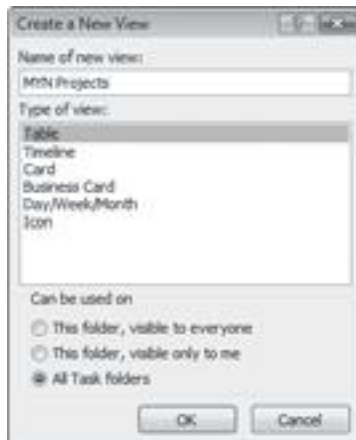 Create a New View
Name of new view:
MYN Projects
Type of view:
Table
Timeline
Card
Business Card
Day/Week/Month
Icon
Can be used on
This folder, visible to everyone
This folder, visible only to me
All Task folders
OK
Cancel